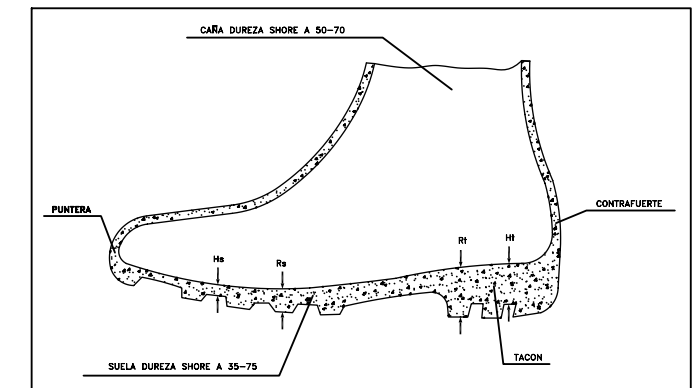 CAÑA DUREZA SHORE A 50-70
PUNTERA
CONTRAFUERTE
Hs
Rs
Rt
Ht
TACON
SUELA DUREZA SHORE A 35-75